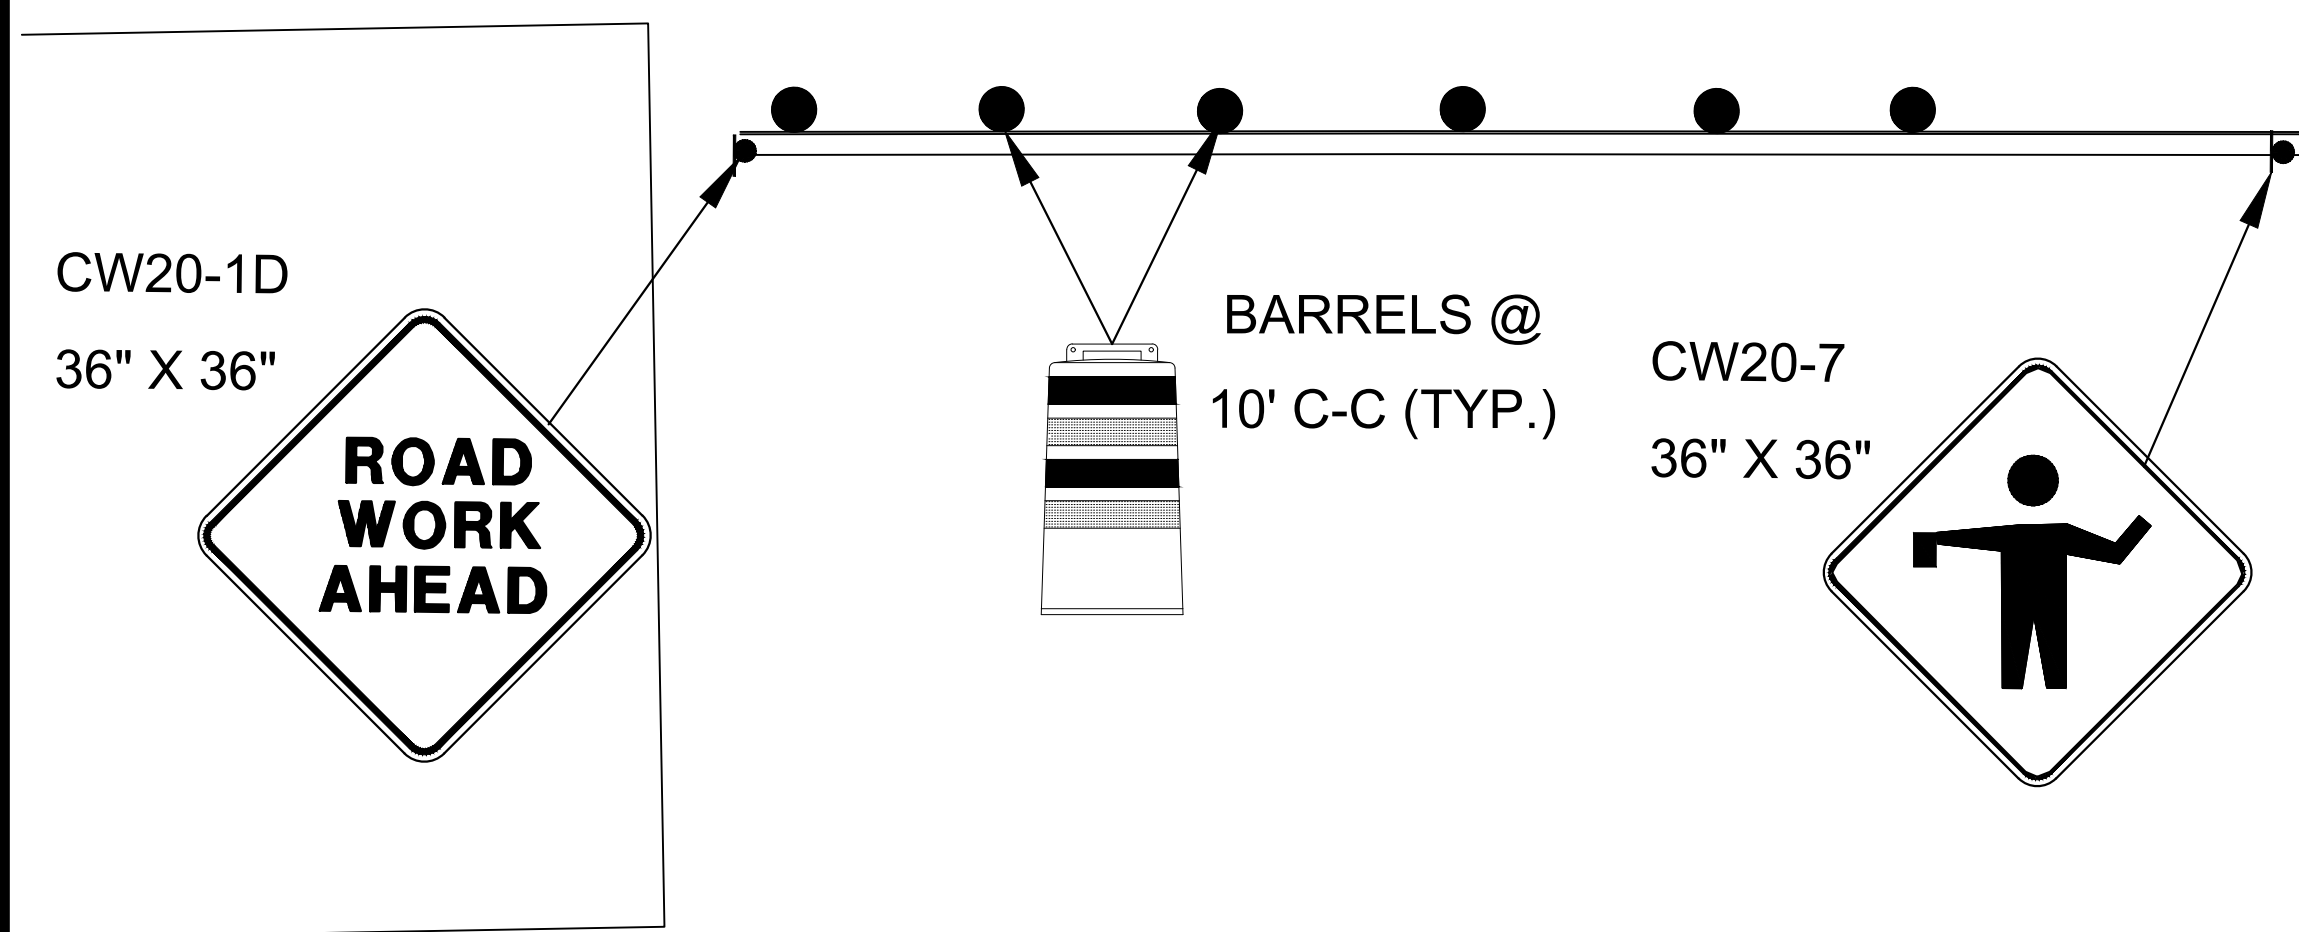 CW20-1D
36" X 36"
ROAD
WORK
AHEAD
BARRELS @
10' C-C (TYP.)
CW20-7
36" X 36"